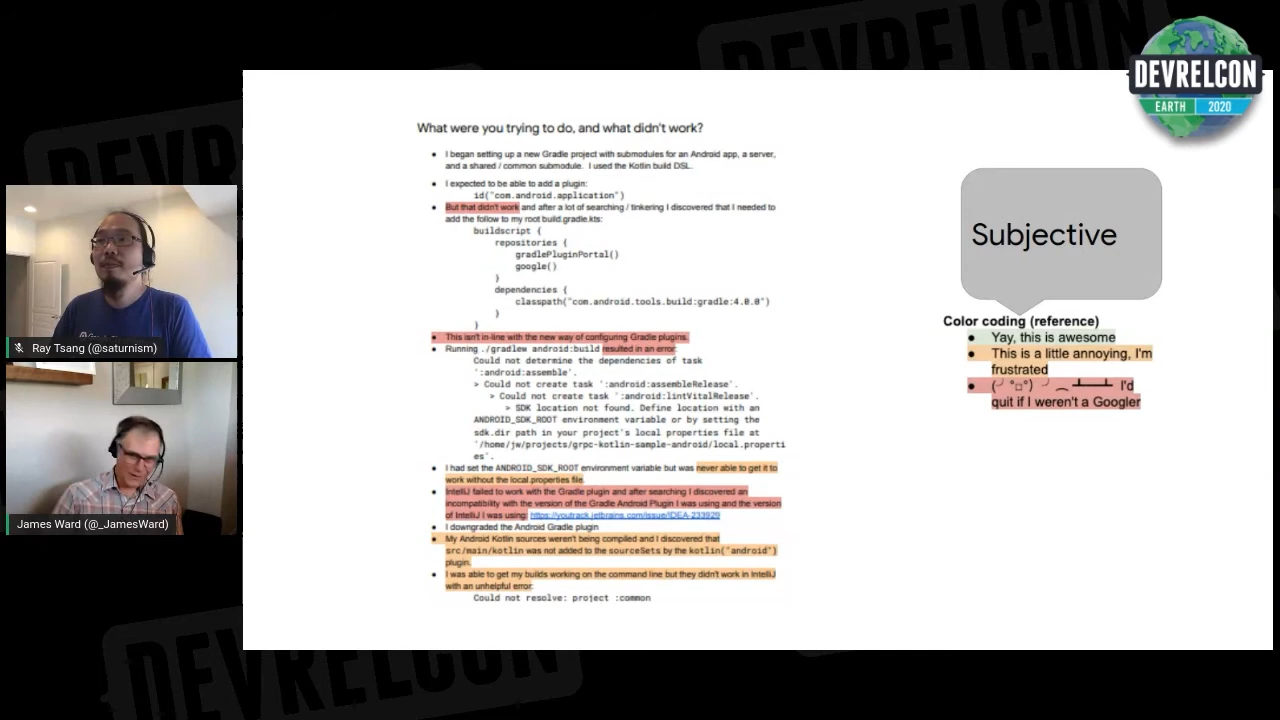 DEVRELCON
EARTH 2020
What were you trying to do, and what didn't work?
● I began setting up a new Gradle project with submodules for an Android app, a server,
and a shared / common submodule. I used the Kotlin build DSL.
● I expected to be able to add a plugin:
id("com.android.application")
● But that didn't work and after a lot of searching / tinkering I discovered that I needed to
add the follow to my root build.gradle.kts:
buildscript {
repositories {
gradlePluginPortal()
google()
}
dependencies {
classpath("com.android.tools.build:gradle:4.0.0")
}
}
● This isn't in-line with the new way of configuring Gradle plugins.
● Running ./gradlew android:build resulted in an error:
Could not determine the dependencies of task
':android:assemble'.
> Could not create task ':android:assembleRelease'.
> Could not create task ':android:lintVitalRelease'.
> SDK location not found. Define location with an
ANDROID_SDK_ROOT environment variable or by setting the
sdk.dir path in your project's local properties file at
'/home/jw/projects/grpc-kotlin-sample-android/local.properti
es'.
● I had set the ANDROID_SDK_ROOT environment variable but was never able to get it to
work without the local.properties file.
● IntelliJ failed to work with the Gradle plugin and after searching I discovered an
incompatibility with the version of the Gradle Android Plugin I was using and the version
of IntelliJ I was using: https://youtrack.jetbrains.com/issue/IDEA-233929
● I downgraded the Android Gradle plugin
● My Android Kotlin sources weren't being compiled and I discovered that
src/main/kotlin was not added to the sourceSets by the kotlin("android")
plugin.
● I was able to get my builds working on the command line but they didn't work in IntelliJ
with an unhelpful error:
Could not resolve: project :common
Subjective
Color coding (reference)
● Yay, this is awesome
● This is a little annoying, I'm
frustrated
● (╯°□°)╯︵ ┻━┻ I'd
quit if I weren't a Googler
Ray Tsang (@saturnism)
James Ward (@_JamesWard)